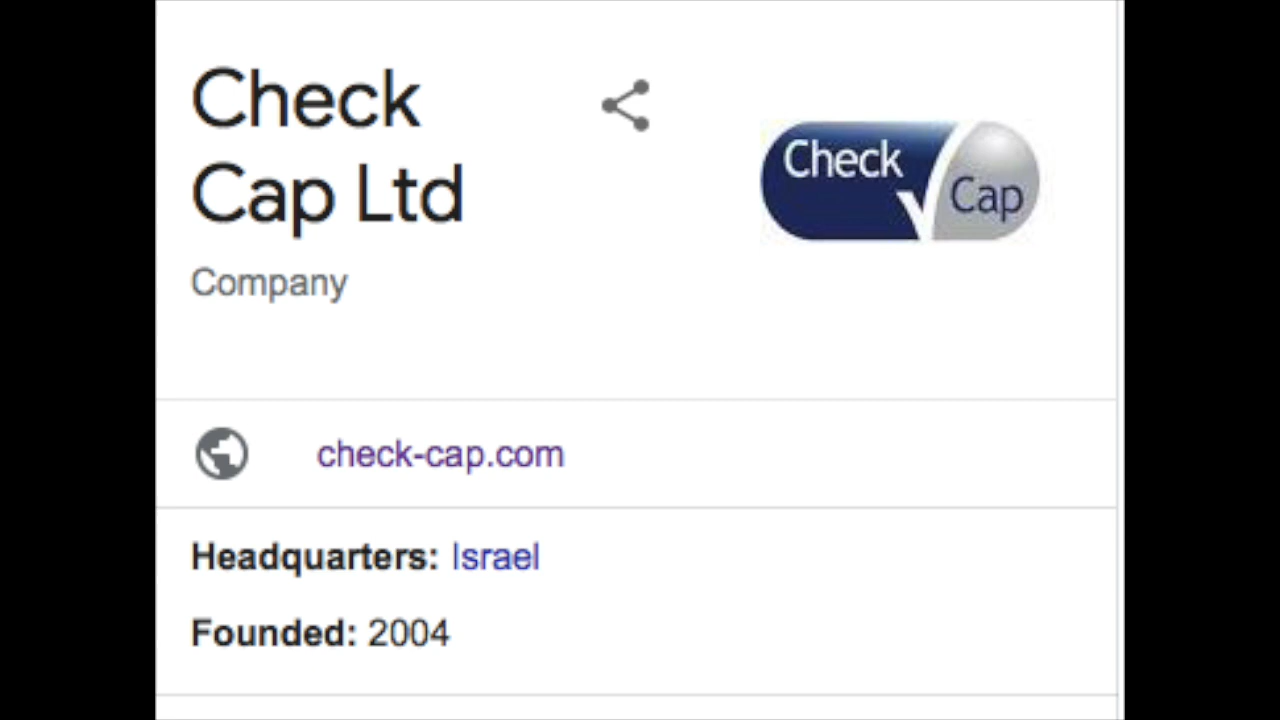 Check
Cap Ltd
Company
Check
Cap
check-cap.com
Headquarters: Israel
Founded: 2004